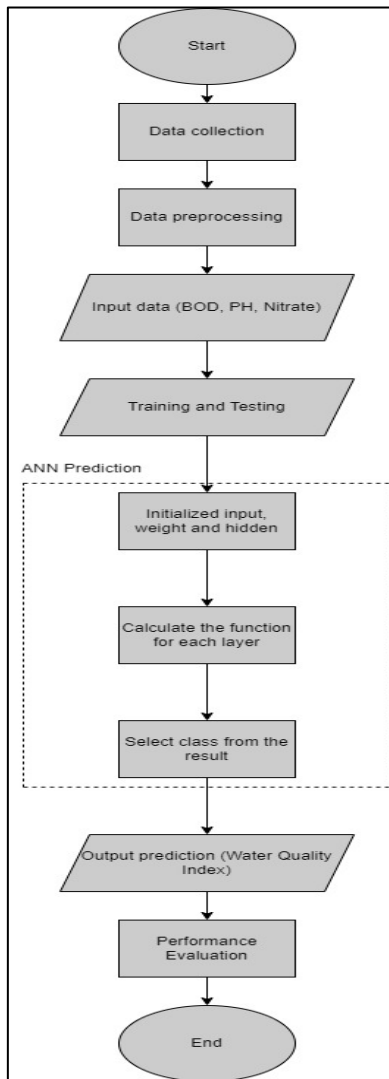 Start
Data collection
Data preprocessing
Input data (BOD, PH, Nitrate)
Training and Testing
ANN Prediction
Initialized input,
weight and hidden
Calculate the function
for each layer
Select class from the
result
Output prediction (Water Quality
Index)
Performance
Evaluation
End